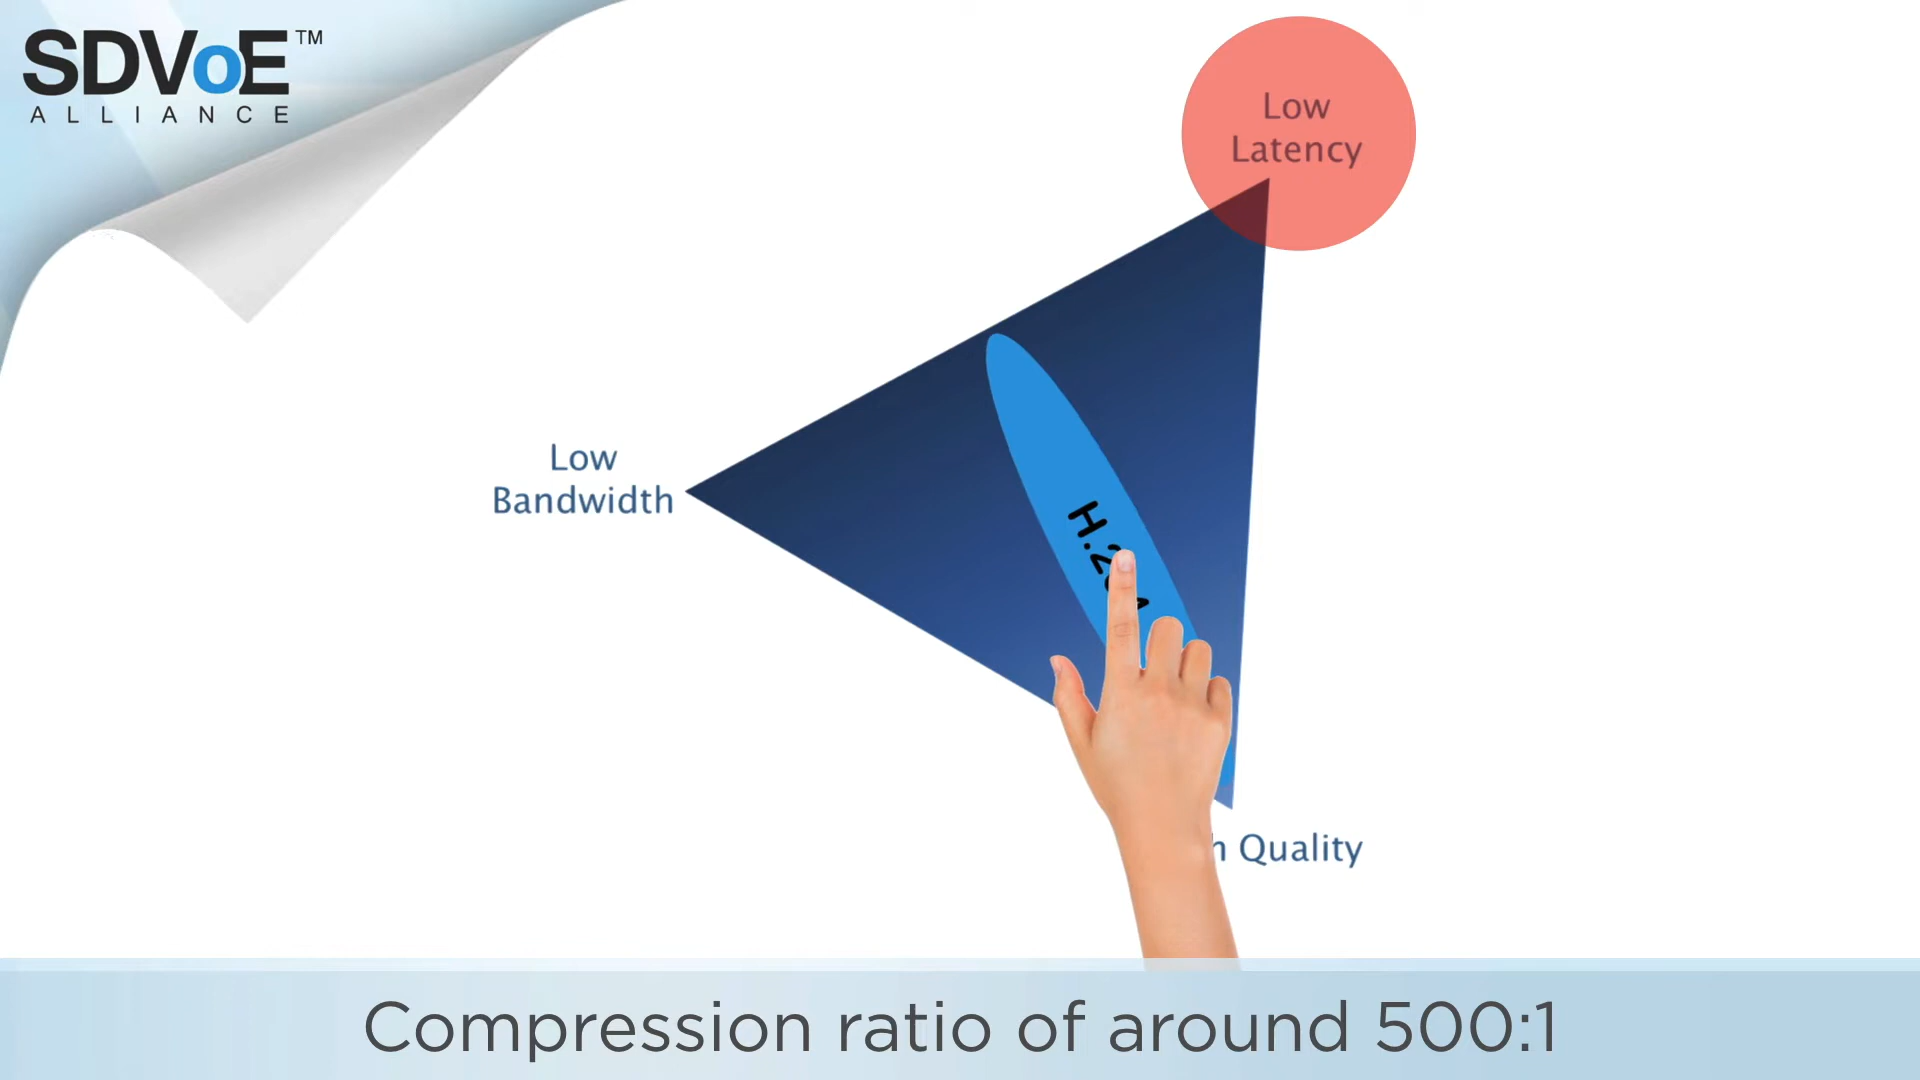 SDVoE™
ALLIANCE
Low
Latency
Low
Bandwidth
Quality
Compression ratio of around 500:1